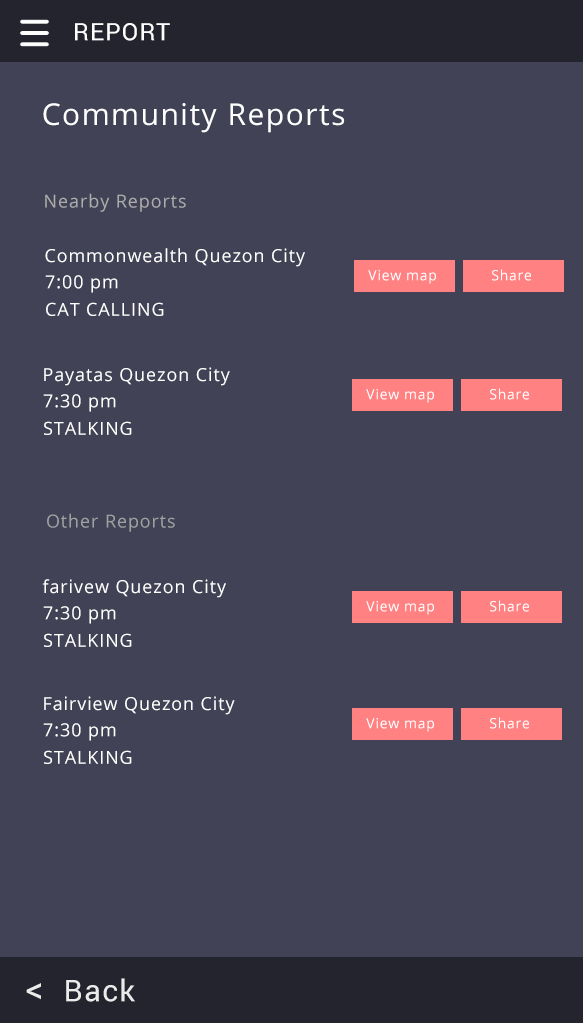 REPORT
Community Reports
Nearby Reports
Commonwealth Quezon City
7:00 pm
CAT CALLING
View map
Share
Payatas Quezon City
7:30 pm
STALKING
View map
Share
Other Reports
farivew Quezon City
7:30 pm
STALKING
View map
Share
Fairview Quezon City
7:30 pm
STALKING
View map
Share
< Back